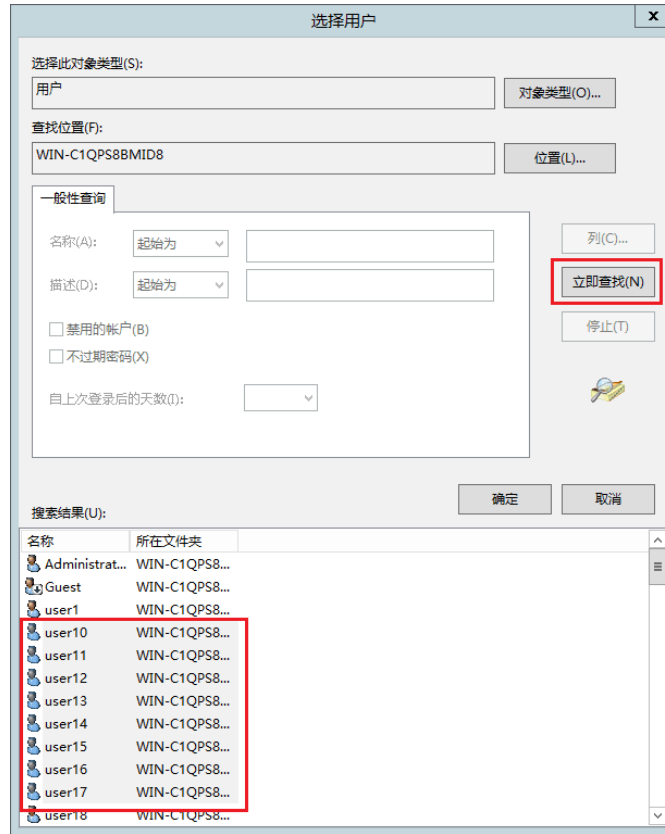 选择用户
x
选择此对象类型(S):
用户
对象类型(O)...
查找位置(F):
WIN-C1QPS8BMID8
位置(L)...
一般性查询
名称(A): 起始为
列(C)...
描述(D): 起始为
立即查找(N)
禁用的帐户(B)
停止(T)
不过期密码(X)
自上次登录后的天数(I):
确定 取消
搜索结果(U):
名称 所在文件夹
Administrat... WIN-C1QPS8...
Guest WIN-C1QPS8...
user1 WIN-C1QPS8...
user10 WIN-C1QPS8...
user11 WIN-C1QPS8...
user12 WIN-C1QPS8...
user13 WIN-C1QPS8...
user14 WIN-C1QPS8...
user15 WIN-C1QPS8...
user16 WIN-C1QPS8...
user17 WIN-C1QPS8...
user18 WIN-C1QPS8...